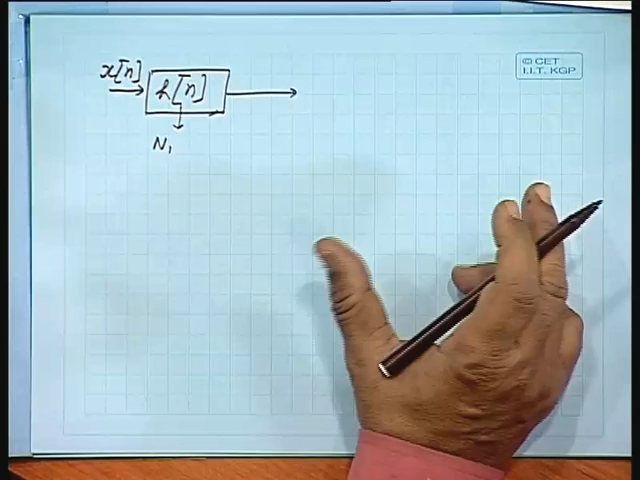 x[n]
h[n]
N₁
© CET
I.I.T. KGP